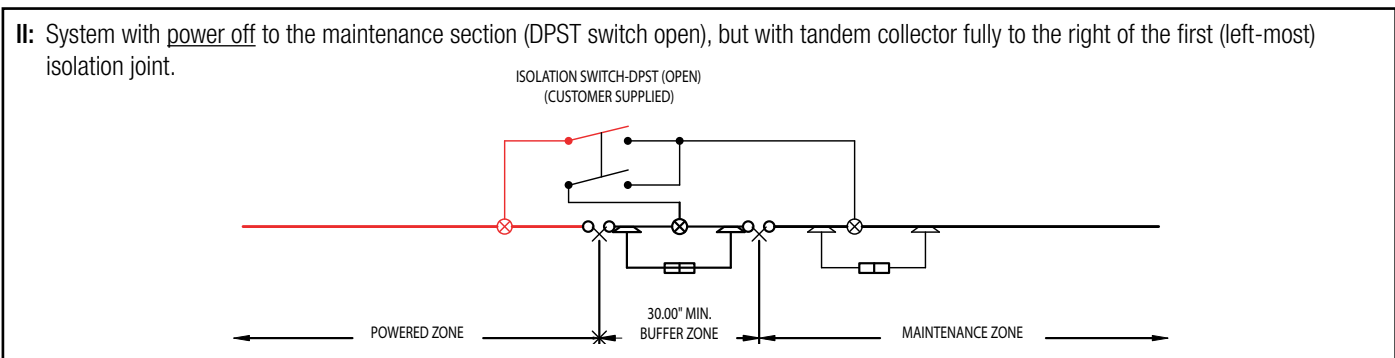 II: System with power off to the maintenance section (DPST switch open), but with tandem collector fully to the right of the first (left-most)
isolation joint.
ISOLATION SWITCH-DPST (OPEN)
(CUSTOMER SUPPLIED)
30.00" MIN.
POWERED ZONE BUFFER ZONE MAINTENANCE ZONE